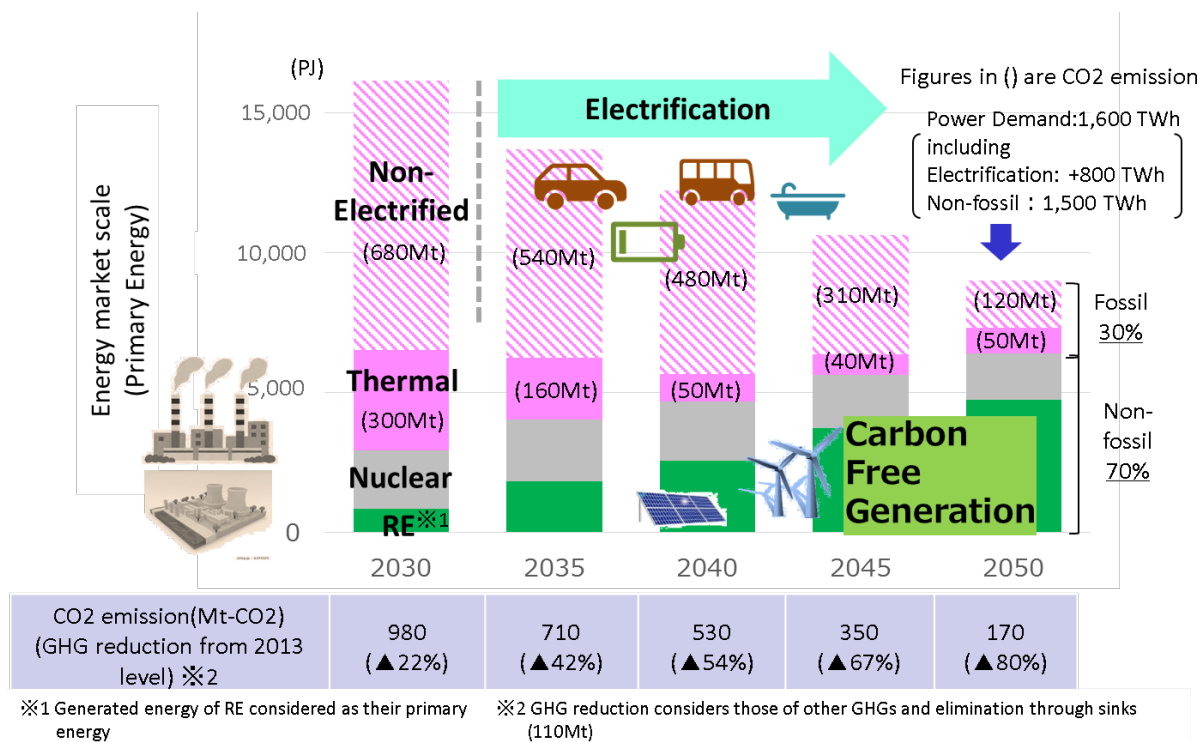 (PJ)
Energy market scale
(Primary Energy)
15,000
10,000
5,000
0
Electrification
Figures in () are CO2 emission
Power Demand:1,600 TWh
including
Electrification: +800 TWh
Non-fossil : 1,500 TWh
Non-
Electrified
(680Mt)
(540Mt)
(480Mt)
(310Mt)
(120Mt)
Fossil
30%
Thermal
(300Mt)
(160Mt)
(50Mt)
(40Mt)
(50Mt)
Nuclear
RE※1
Carbon
Free
Generation
Non-
fossil
70%
2030 2035 2040 2045 2050
CO2 emission(Mt-CO2)
(GHG reduction from 2013
level) ※2
980
(▲22%)
710
(▲42%)
530
(▲54%)
350
(▲67%)
170
(▲80%)
※1 Generated energy of RE considered as their primary
energy
※2 GHG reduction considers those of other GHGs and elimination through sinks
(110Mt)